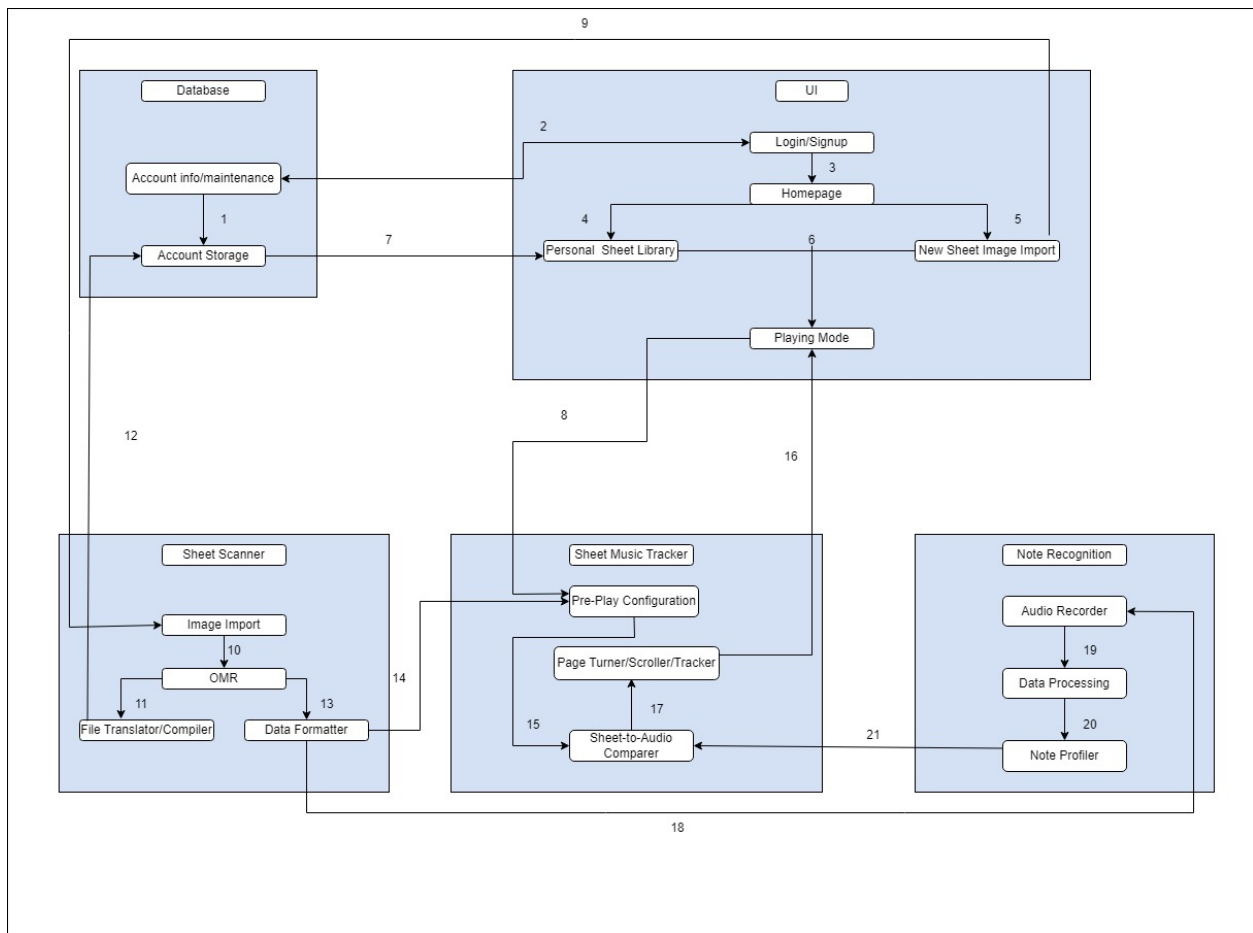 9
Database
UI
2
Login/Signup
3
Account info/maintenance
Homepage
1
4
5
7
6
Account Storage
Personal  Sheet Library
New Sheet Image Import
Playing Mode
8
12
16
Sheet Scanner
Sheet Music Tracker
Note Recognition
Pre-Play Configuration
Audio Recorder
Image Import
10
19
Page Turner/Scroller/Tracker
OMR
14
Data Processing
11
13
17
15
20
File Translator/Compiler
Data Formatter
Sheet-to-Audio
Comparer
21
Note Profiler
18